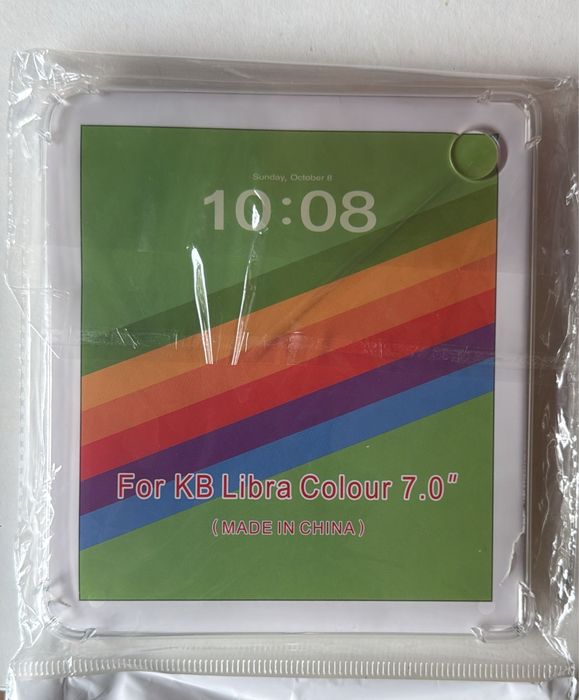 Sunday, October 8
10:08
For KB Libra Colour 7.0"
(MADE IN CHINA)